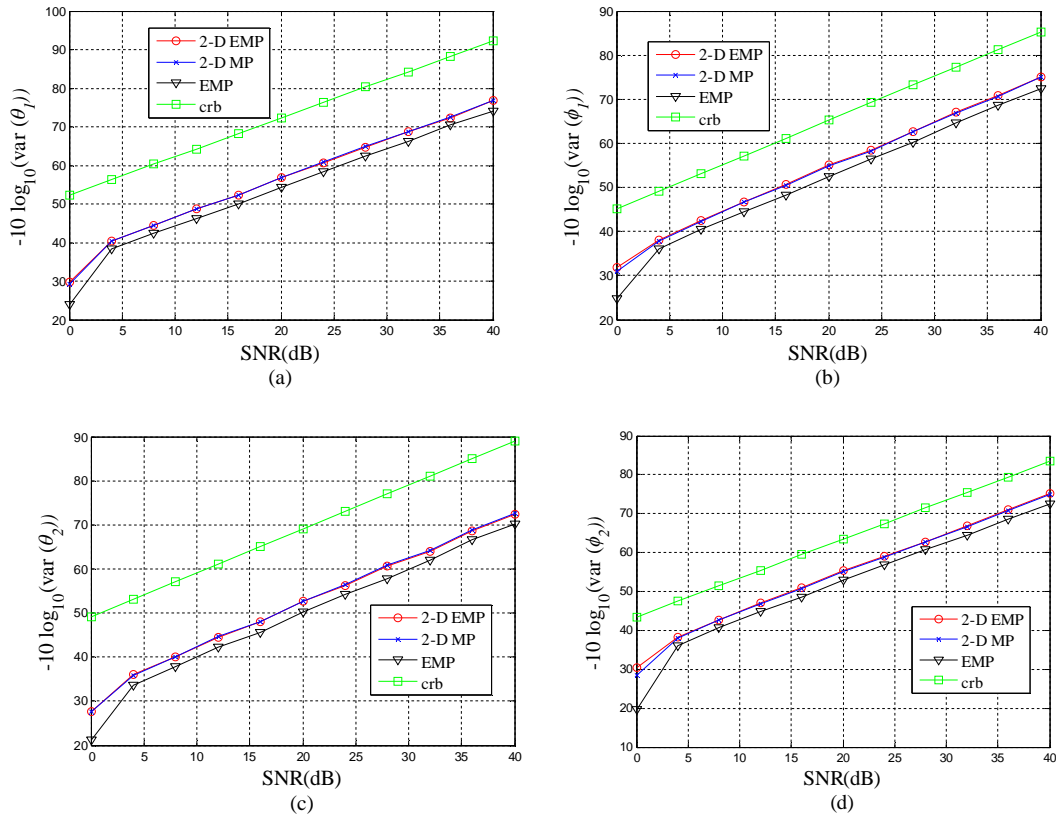 100
90
80
70
60
50
40
30
20
0 5 10 15 20 25 30 35 40
-10 log10(var (θ1))
SNR(dB)
2-D EMP
2-D MP
EMP
crb
(a)
90
80
70
60
50
40
30
20
0 5 10 15 20 25 30 35 40
-10 log10(var (ϕ1))
SNR(dB)
2-D EMP
2-D MP
EMP
crb
(b)
90
80
70
60
50
40
30
20
0 5 10 15 20 25 30 35 40
-10 log10(var (θ2))
SNR(dB)
2-D EMP
2-D MP
EMP
crb
(c)
90
80
70
60
50
40
30
20
10
0 5 10 15 20 25 30 35 40
-10 log10(var (ϕ2))
SNR(dB)
2-D EMP
2-D MP
EMP
crb
(d)